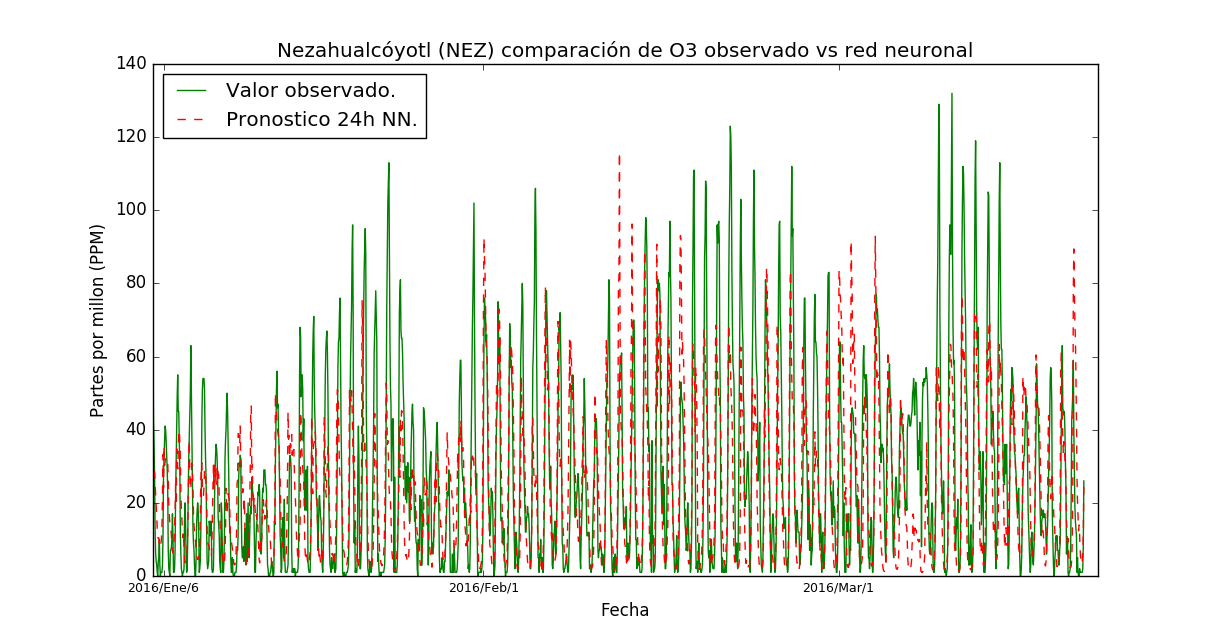 Nezahualcóyotl (NEZ) comparación de O3 observado vs red neuronal
Valor observado.
Pronostico 24h NN.
Partes por millon (PPM)
140
120
100
80
60
40
20
0
2016/Ene/6
2016/Feb/1
2016/Mar/1
Fecha